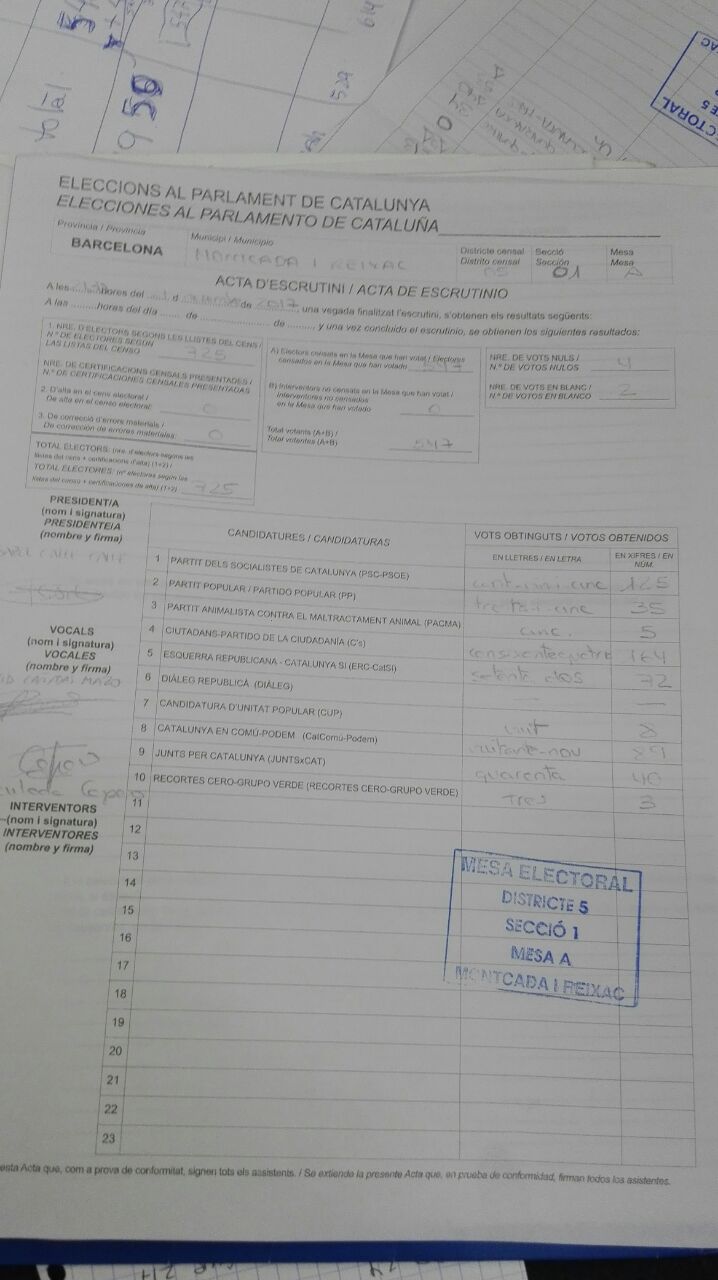 ELECCIONS AL PARLAMENT DE CATALUNYA
ELECCIONES AL PARLAMENTO DE CATALUÑA
Província / Provincia
BARCELONA
Municipi / Municipio
MONTCADA I REIXAC
Districte censal
Distrito censal
05
Secció
Sección
01
Mesa
Mesa
A
ACTA D'ESCRUTINI / ACTA DE ESCRUTINIO
A les hores del d de 2017, una vegada finalitzat l'escrutini, s'obtenen els resultats següents:
A las ........horas del día ....... de ...................... de ........ y una vez concluido el escrutinio, se obtienen los siguientes resultados:
1. NRE. D'ELECTORS SEGONS LES LLISTES DEL CENS /
N.º DE ELECTORES SEGÚN
LAS LISTAS DEL CENSO
725
NRE. DE CERTIFICACIONS CENSALS PRESENTADES /
N.º DE CERTIFICACIONES CENSALES PRESENTADAS
2. D'alta en el cens electoral /
De alta en el censo electoral: 0
3. De correcció d'errors materials /
De corrección de errores materiales: 0
TOTAL ELECTORS: (nre. d'electors segons les
llistes del cens + certificacions d'alta) (1+2) /
TOTAL ELECTORES: (nº electores según las
listas del censo + certificaciones de alta) (1+2) 725
A) Electors censats en la Mesa que han votat / Electores
censados en la Mesa que han votado 547
B) Interventors no censats en la Mesa que han votat /
Interventores no censados
en la Mesa que han votado 0
Total votants (A+B) /
Total votantes (A+B) 547
NRE. DE VOTS NULS /
N.º DE VOTOS NULOS 4
NRE. DE VOTS EN BLANC /
N.º DE VOTOS EN BLANCO 2
PRESIDENT/A
(nom i signatura)
PRESIDENTE/A
(nombre y firma)
VOCALS
(nom i signatura)
VOCALES
(nombre y firma)
INTERVENTORS
(nom i signatura)
INTERVENTORES
(nombre y firma)
CANDIDATURES / CANDIDATURAS
VOTS OBTINGUTS / VOTOS OBTENIDOS
EN LLETRES / EN LETRA
EN XIFRES / EN NÚM.
1 PARTIT DELS SOCIALISTES DE CATALUNYA (PSC-PSOE) 125
2 PARTIT POPULAR / PARTIDO POPULAR (PP) 35
3 PARTIT ANIMALISTA CONTRA EL MALTRACTAMENT ANIMAL (PACMA) cinc. 5
4 CIUTADANS-PARTIDO DE LA CIUDADANÍA (C's) 164
5 ESQUERRA REPUBLICANA - CATALUNYA SÍ (ERC-CatSÍ) setanta dos 72
6 DIÀLEG REPUBLICÀ (DIÀLEG) — —
7 CANDIDATURA D'UNITAT POPULAR (CUP) vuit 8
8 CATALUNYA EN COMÚ-PODEM (CatComú-Podem) vuitanta-nou 89
9 JUNTS PER CATALUNYA (JUNTSxCAT) quaranta 40
10 RECORTES CERO-GRUPO VERDE (RECORTES CERO-GRUPO VERDE) Tres 3
11
12
13
14
15
16
17
18
19
20
21
22
23
MESA ELECTORAL
DISTRICTE 5
SECCIÓ 1
MESA A
MONTCADA I REIXAC
esta Acta que, com a prova de conformitat, signen tots els assistents. / Se extiende la presente Acta que, en prueba de conformidad, firman todos los asistentes.